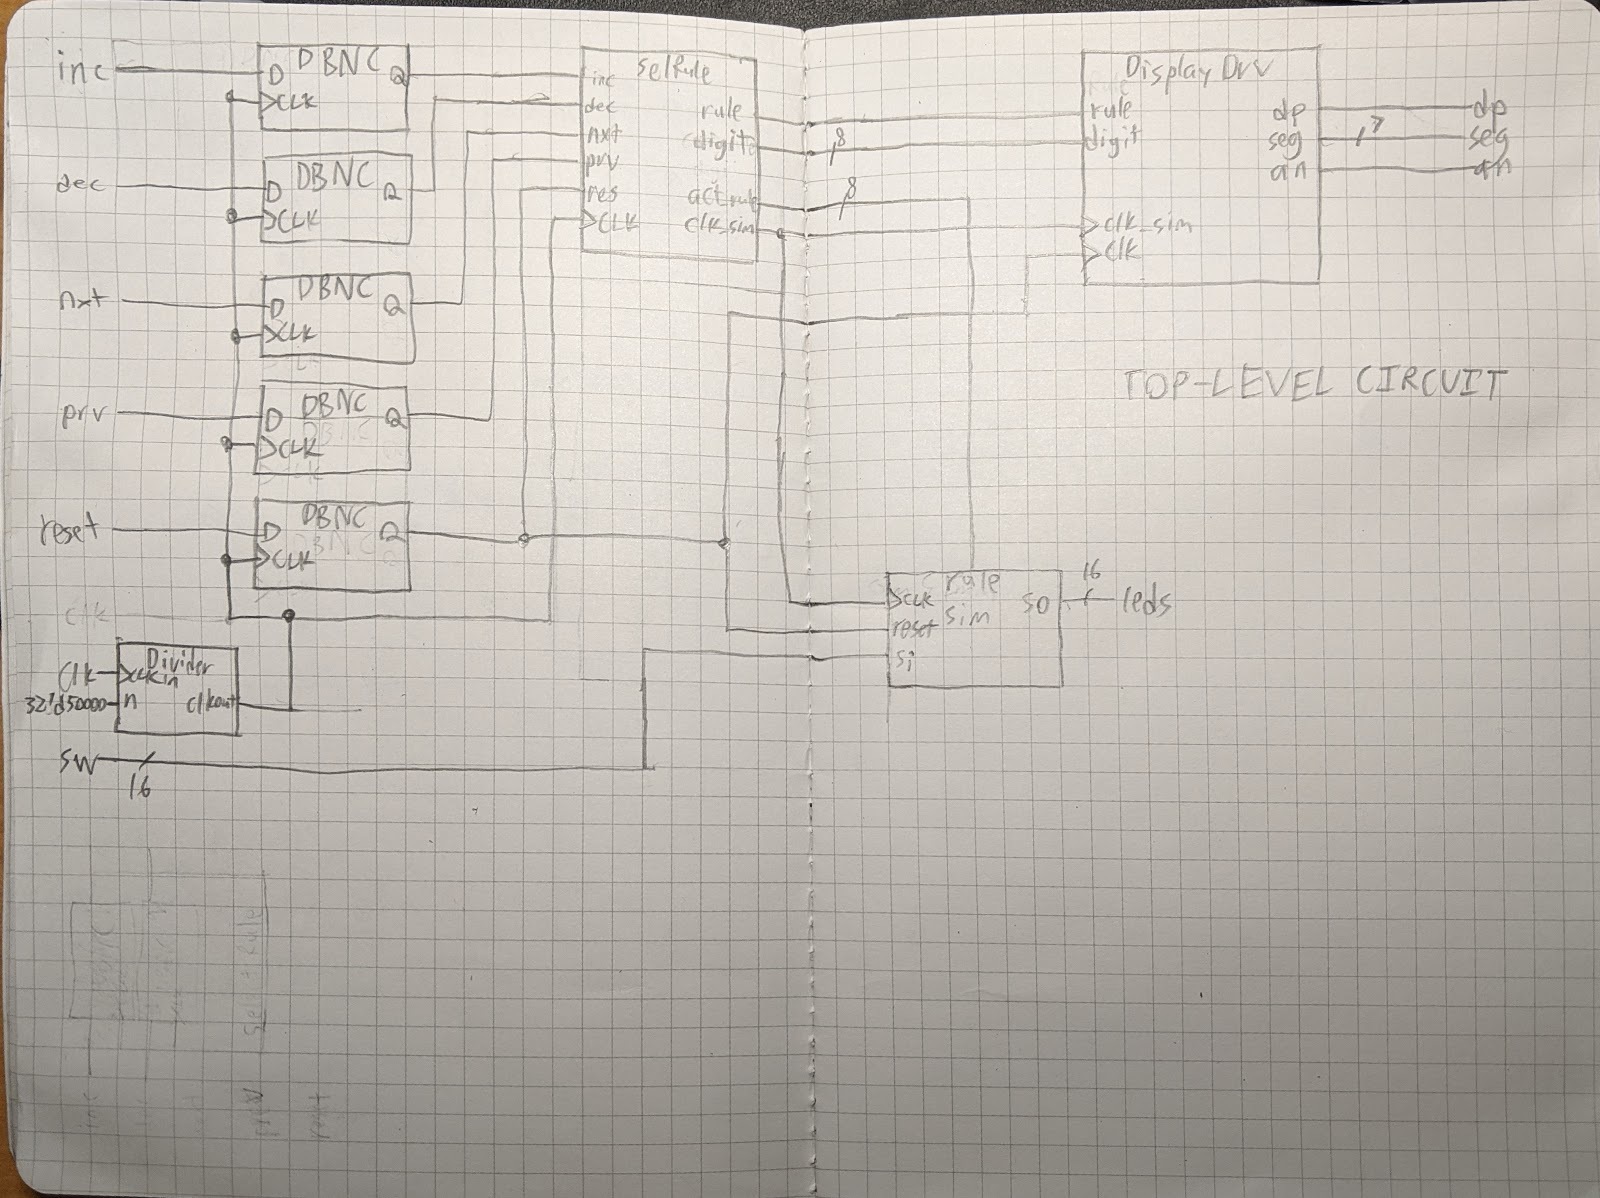 inc
DBNC
D
Q
CLK
dec
DBNC
D
Q
CLK
nxt
DBNC
D
Q
CLK
prv
DBNC
D
Q
CLK
reset
DBNC
D
Q
CLK
clk
Divider
Clk
CLK in
32'd50000
n
clkout
SW
16
SelRule
inc
dec
nxt
prv
res
CLK
rule
digit
act_rule
clk_sim
8
8
Display Drv
rule
digit
clk_sim
clk
dp
seg
an
7
dp
seg
an
TOP-LEVEL CIRCUIT
rule
sim
clk
reset
si
so
16
leds